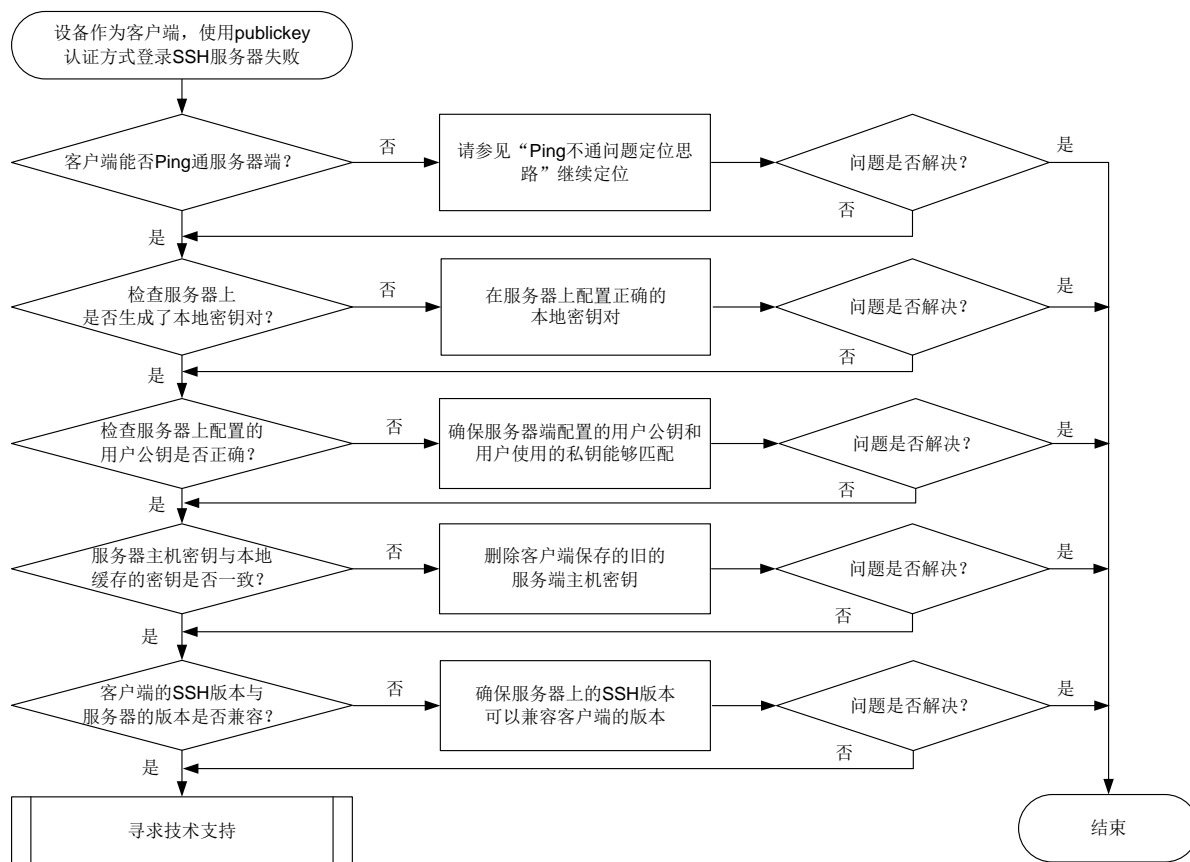 设备作为客户端，使用publickey
认证方式登录SSH服务器失败
客户端能否Ping通服务器端？
否
请参见“Ping不通问题定位思
路”继续定位
问题是否解决？
是
否
是
检查服务器上
是否生成了本地密钥对？
否
在服务器上配置正确的
本地密钥对
问题是否解决？
是
否
是
检查服务器上配置的
用户公钥是否正确？
否
确保服务器端配置的用户公钥和
用户使用的私钥能够匹配
问题是否解决？
是
否
是
服务器主机密钥与本地
缓存的密钥是否一致？
否
删除客户端保存的旧的
服务端主机密钥
问题是否解决？
是
否
是
客户端的SSH版本与
服务器的版本是否兼容？
否
确保服务器上的SSH版本
可以兼容客户端的版本
问题是否解决？
是
否
是
寻求技术支持
结束